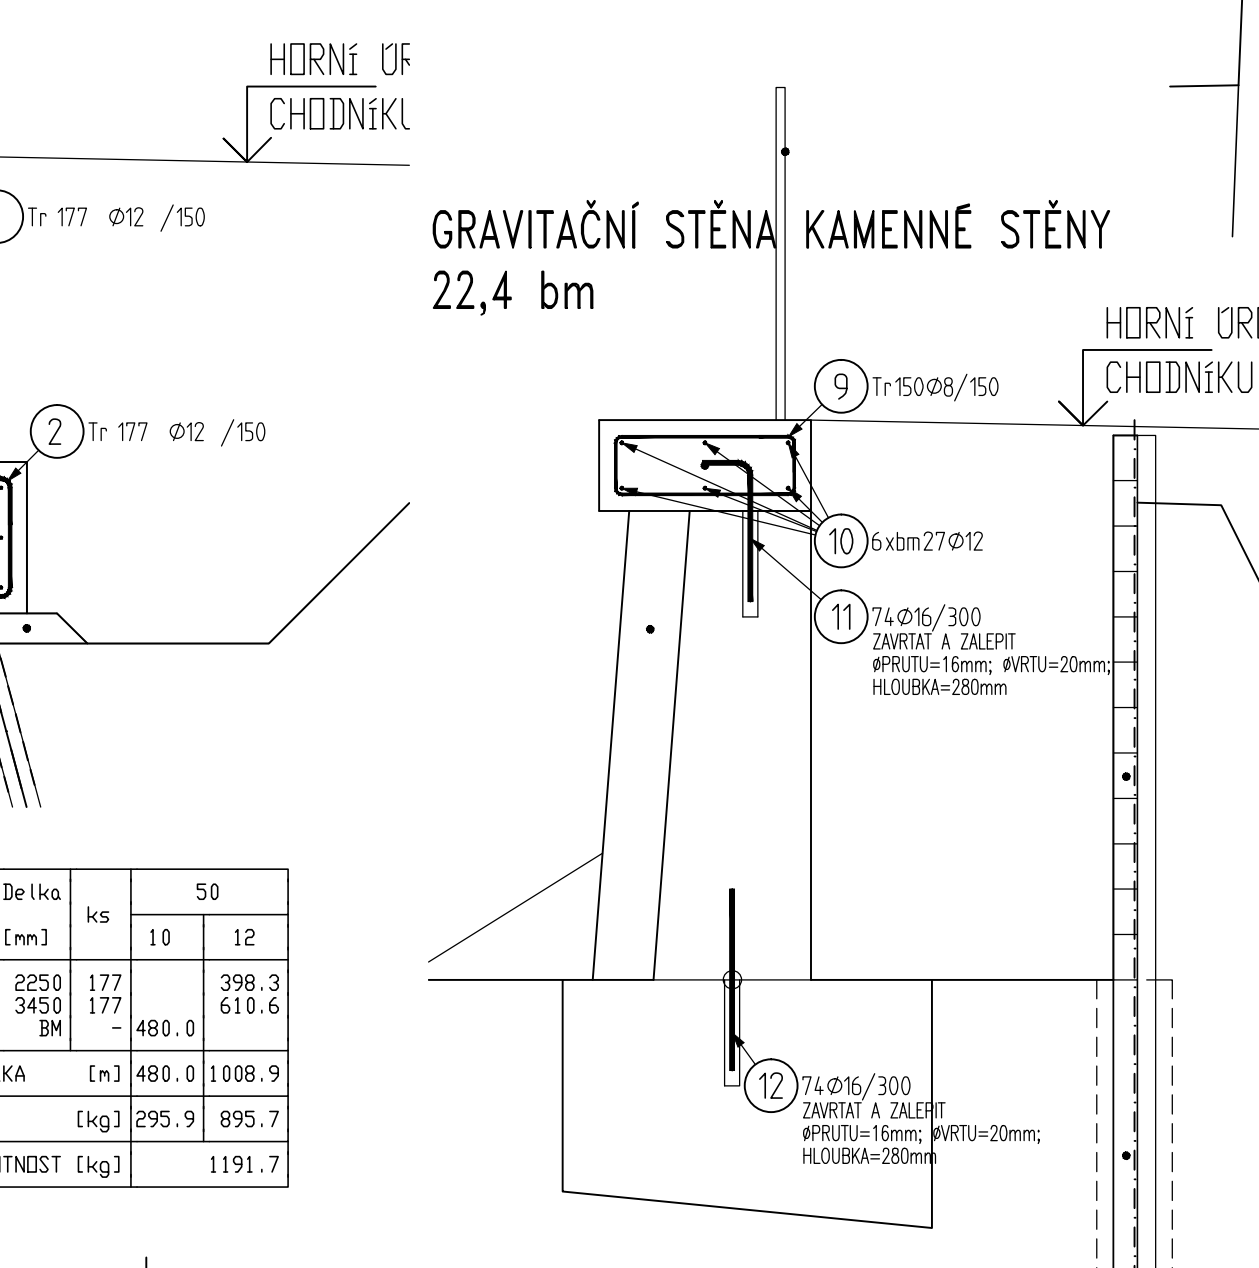 HORNÍ
CHODNÍKU
Tr 177 Ø12 /150
GRAVITAČNÍ STĚNA KAMENNÉ STĚNY
22,4 bm
HORNÍ
CHODNÍKU
9 Tr150Ø8/150
2 Tr 177 Ø12 /150
10 6xbm27Ø12
11 74Ø16/300
ZAVRTAT A ZALEPIT
ØPRUTU=16mm; ØVRTU=20mm;
HLOUBKA=280mm
Delka ks 50
[mm] 10 12
2250 177 398.3
3450 177 610.6
BM - 480.0
[m] 480.0 1008.9
[kg] 295.9 895.7
[kg] 1191.7
12 74Ø16/300
ZAVRTAT A ZALEPIT
ØPRUTU=16mm; ØVRTU=20mm;
HLOUBKA=280mm